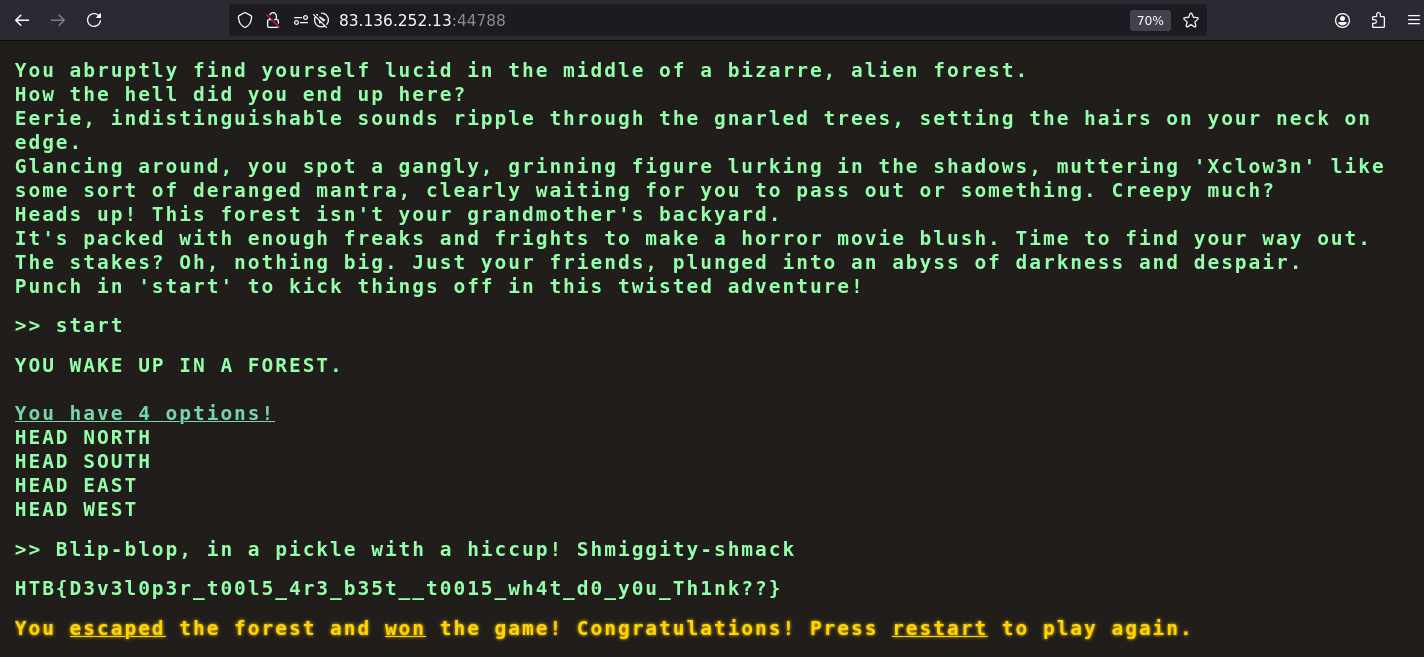 83.136.252.13:44788
70%
You abruptly find yourself lucid in the middle of a bizarre, alien forest.
How the hell did you end up here?
Eerie, indistinguishable sounds ripple through the gnarled trees, setting the hairs on your neck on
edge.
Glancing around, you spot a gangly, grinning figure lurking in the shadows, muttering 'Xclow3n' like
some sort of deranged mantra, clearly waiting for you to pass out or something. Creepy much?
Heads up! This forest isn't your grandmother's backyard.
It's packed with enough freaks and frights to make a horror movie blush. Time to find your way out.
The stakes? Oh, nothing big. Just your friends, plunged into an abyss of darkness and despair.
Punch in 'start' to kick things off in this twisted adventure!
>> start
YOU WAKE UP IN A FOREST.
You have 4 options!
HEAD NORTH
HEAD SOUTH
HEAD EAST
HEAD WEST
>> Blip-blop, in a pickle with a hiccup! Shmiggity-shmack
HTB{D3v3l0p3r_t00l5_4r3_b35t__t0015_wh4t_d0_y0u_Th1nk??}
You escaped the forest and won the game! Congratulations! Press restart to play again.